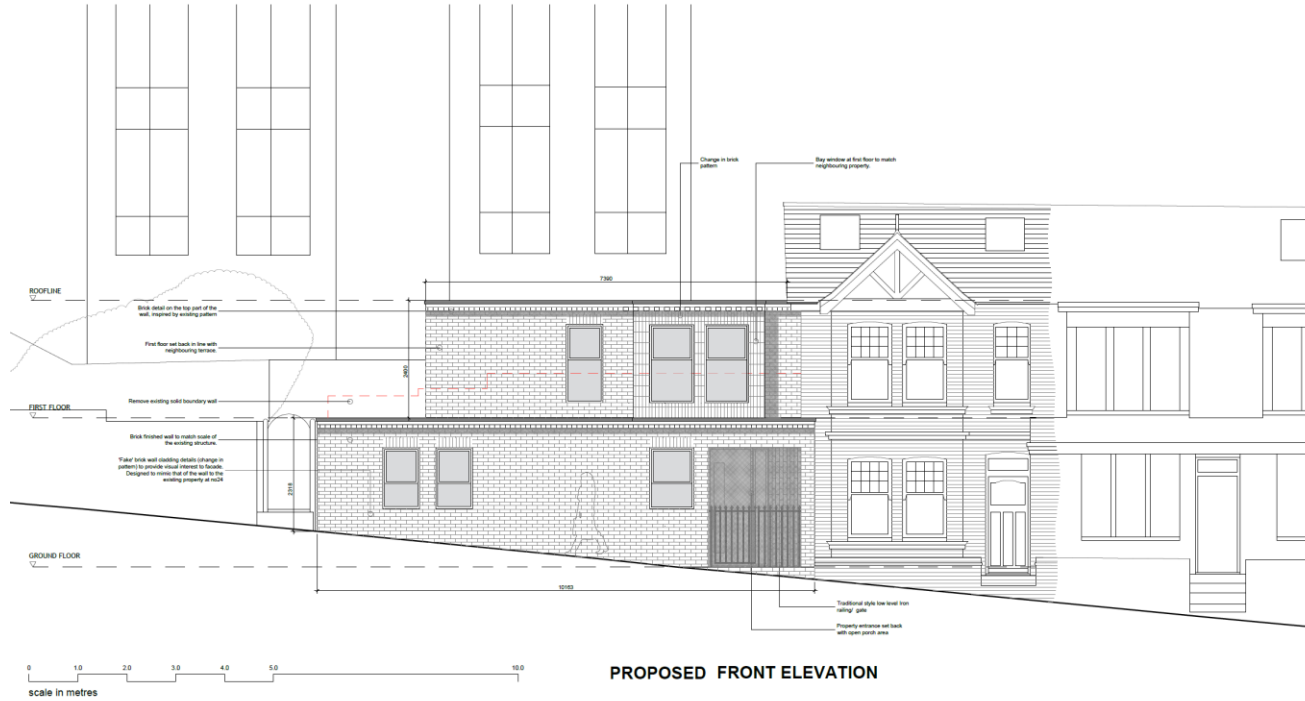 Change in brick
pattern
Bay window at first floor to match
neighbouring property.
7390
ROOFLINE
Brick detail on the top part of the
wall, inspired by existing pattern
First floor set back in line with
neighbouring terrace.
2400
Remove existing solid boundary wall
FIRST FLOOR
Brick finished wall to match scale of
the existing structure.
'Fake' brick wall cladding details (change in
pattern) to provide visual interest to facade.
Designed to mimic that of the wall to the
existing property at no24
2318
GROUND FLOOR
10163
Traditional style low level iron
railing/ gate
Property entrance set back
with open porch area
0 1.0 2.0 3.0 4.0 5.0 10.0
scale in metres
PROPOSED FRONT ELEVATION